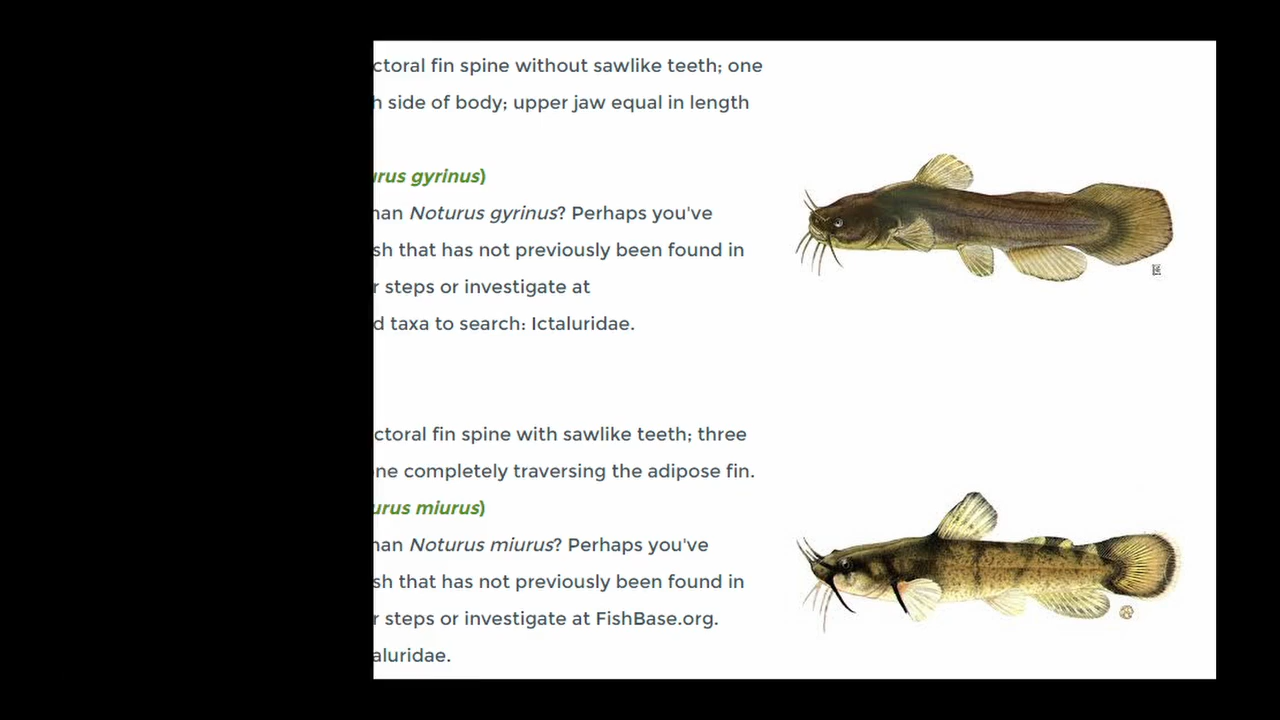 ctoral fin spine without sawlike teeth; one
h side of body; upper jaw equal in length
urus gyrinus)
nan Noturus gyrinus? Perhaps you've
sh that has not previously been found in
r steps or investigate at
d taxa to search: Ictaluridae.
ctoral fin spine with sawlike teeth; three
one completely traversing the adipose fin.
urus miurus)
nan Noturus miurus? Perhaps you've
sh that has not previously been found in
r steps or investigate at FishBase.org.
aluridae.